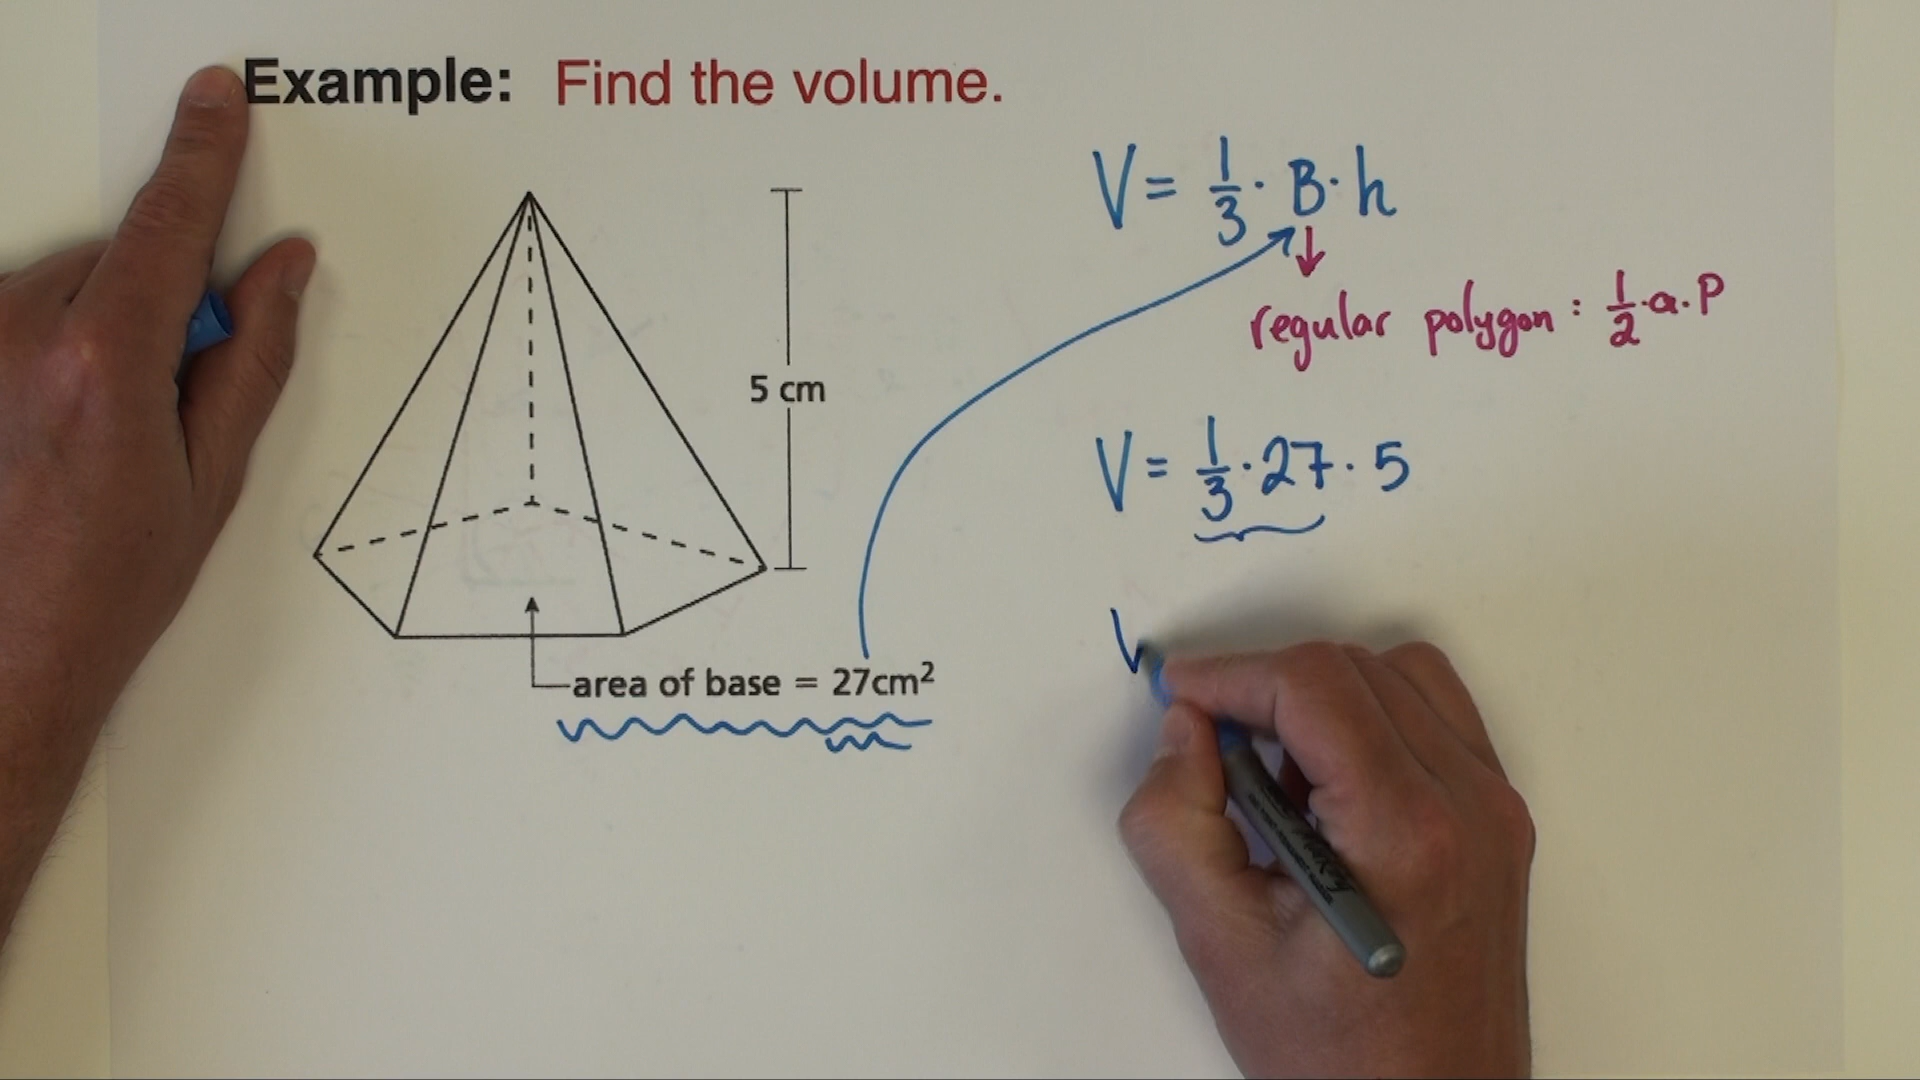 Example: Find the volume.
V = 1/3 · B · h
regular polygon : 1/2 · a · P
5 cm
V = 1/3 · 27 · 5
V
area of base = 27cm²